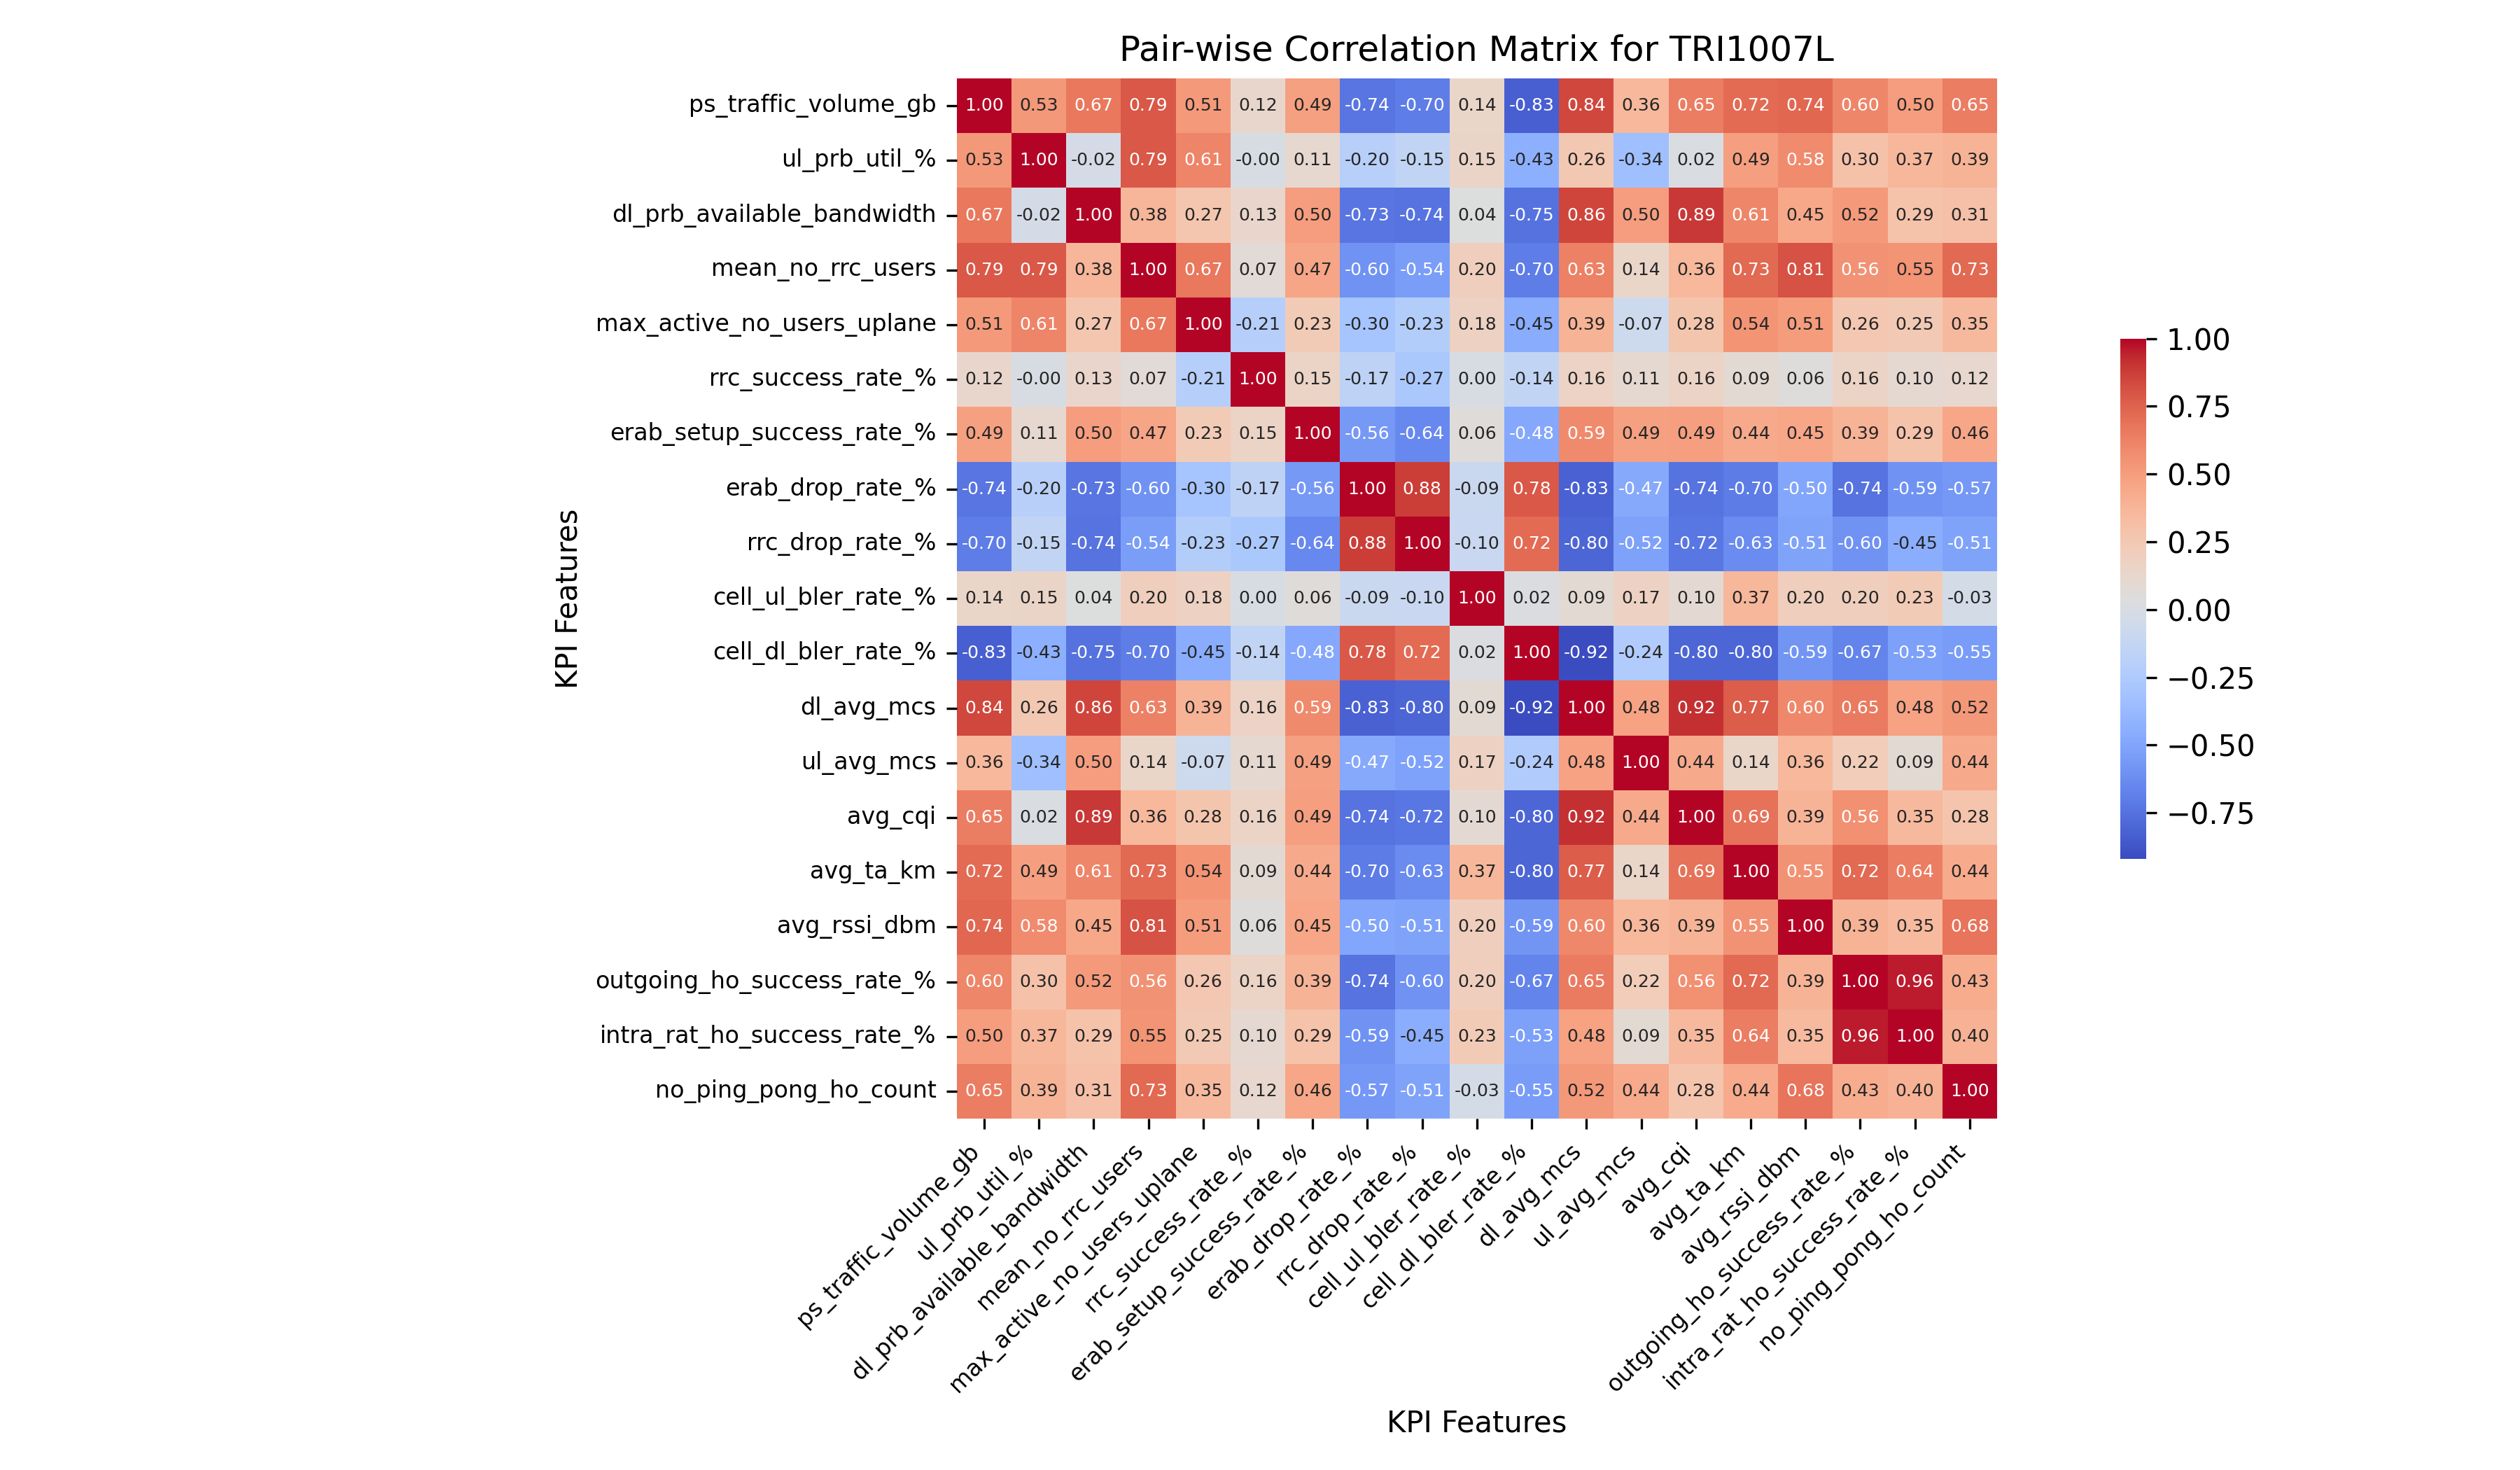 Pair-wise Correlation Matrix for TRI1007L
ps_traffic_volume_gb 1.00 0.53 0.67 0.79 0.51 0.12 0.49 -0.74 -0.70 0.14 -0.83 0.84 0.36 0.65 0.72 0.74 0.60 0.50 0.65
ul_prb_util_% 0.53 1.00 -0.02 0.79 0.61 -0.00 0.11 -0.20 -0.15 0.15 -0.43 0.26 -0.34 0.02 0.49 0.58 0.30 0.37 0.39
dl_prb_available_bandwidth 0.67 -0.02 1.00 0.38 0.27 0.13 0.50 -0.73 -0.74 0.04 -0.75 0.86 0.50 0.89 0.61 0.45 0.52 0.29 0.31
mean_no_rrc_users 0.79 0.79 0.38 1.00 0.67 0.07 0.47 -0.60 -0.54 0.20 -0.70 0.63 0.14 0.36 0.73 0.81 0.56 0.55 0.73
max_active_no_users_uplane 0.51 0.61 0.27 0.67 1.00 -0.21 0.23 -0.30 -0.23 0.18 -0.45 0.39 -0.07 0.28 0.54 0.51 0.26 0.25 0.35
rrc_success_rate_% 0.12 -0.00 0.13 0.07 -0.21 1.00 0.15 -0.17 -0.27 0.00 -0.14 0.16 0.11 0.16 0.09 0.06 0.16 0.10 0.12
erab_setup_success_rate_% 0.49 0.11 0.50 0.47 0.23 0.15 1.00 -0.56 -0.64 0.06 -0.48 0.59 0.49 0.49 0.44 0.45 0.39 0.29 0.46
erab_drop_rate_% -0.74 -0.20 -0.73 -0.60 -0.30 -0.17 -0.56 1.00 0.88 -0.09 0.78 -0.83 -0.47 -0.74 -0.70 -0.50 -0.74 -0.59 -0.57
rrc_drop_rate_% -0.70 -0.15 -0.74 -0.54 -0.23 -0.27 -0.64 0.88 1.00 -0.10 0.72 -0.80 -0.52 -0.72 -0.63 -0.51 -0.60 -0.45 -0.51
cell_ul_bler_rate_% 0.14 0.15 0.04 0.20 0.18 0.00 0.06 -0.09 -0.10 1.00 0.02 0.09 0.17 0.10 0.37 0.20 0.20 0.23 -0.03
cell_dl_bler_rate_% -0.83 -0.43 -0.75 -0.70 -0.45 -0.14 -0.48 0.78 0.72 0.02 1.00 -0.92 -0.24 -0.80 -0.80 -0.59 -0.67 -0.53 -0.55
dl_avg_mcs 0.84 0.26 0.86 0.63 0.39 0.16 0.59 -0.83 -0.80 0.09 -0.92 1.00 0.48 0.92 0.77 0.60 0.65 0.48 0.52
ul_avg_mcs 0.36 -0.34 0.50 0.14 -0.07 0.11 0.49 -0.47 -0.52 0.17 -0.24 0.48 1.00 0.44 0.14 0.36 0.22 0.09 0.44
avg_cqi 0.65 0.02 0.89 0.36 0.28 0.16 0.49 -0.74 -0.72 0.10 -0.80 0.92 0.44 1.00 0.69 0.39 0.56 0.35 0.28
avg_ta_km 0.72 0.49 0.61 0.73 0.54 0.09 0.44 -0.70 -0.63 0.37 -0.80 0.77 0.14 0.69 1.00 0.55 0.72 0.64 0.44
avg_rssi_dbm 0.74 0.58 0.45 0.81 0.51 0.06 0.45 -0.50 -0.51 0.20 -0.59 0.60 0.36 0.39 0.55 1.00 0.39 0.35 0.68
outgoing_ho_success_rate_% 0.60 0.30 0.52 0.56 0.26 0.16 0.39 -0.74 -0.60 0.20 -0.67 0.65 0.22 0.56 0.72 0.39 1.00 0.96 0.43
intra_rat_ho_success_rate_% 0.50 0.37 0.29 0.55 0.25 0.10 0.29 -0.59 -0.45 0.23 -0.53 0.48 0.09 0.35 0.64 0.35 0.96 1.00 0.40
no_ping_pong_ho_count 0.65 0.39 0.31 0.73 0.35 0.12 0.46 -0.57 -0.51 -0.03 -0.55 0.52 0.44 0.28 0.44 0.68 0.43 0.40 1.00
KPI Features
ps_traffic_volume_gb
ul_prb_util_%
dl_prb_available_bandwidth
mean_no_rrc_users
max_active_no_users_uplane
rrc_success_rate_%
erab_setup_success_rate_%
erab_drop_rate_%
rrc_drop_rate_%
cell_ul_bler_rate_%
cell_dl_bler_rate_%
dl_avg_mcs
ul_avg_mcs
avg_cqi
avg_ta_km
avg_rssi_dbm
outgoing_ho_success_rate_%
intra_rat_ho_success_rate_%
no_ping_pong_ho_count
KPI Features
1.00
0.75
0.50
0.25
0.00
−0.25
−0.50
−0.75